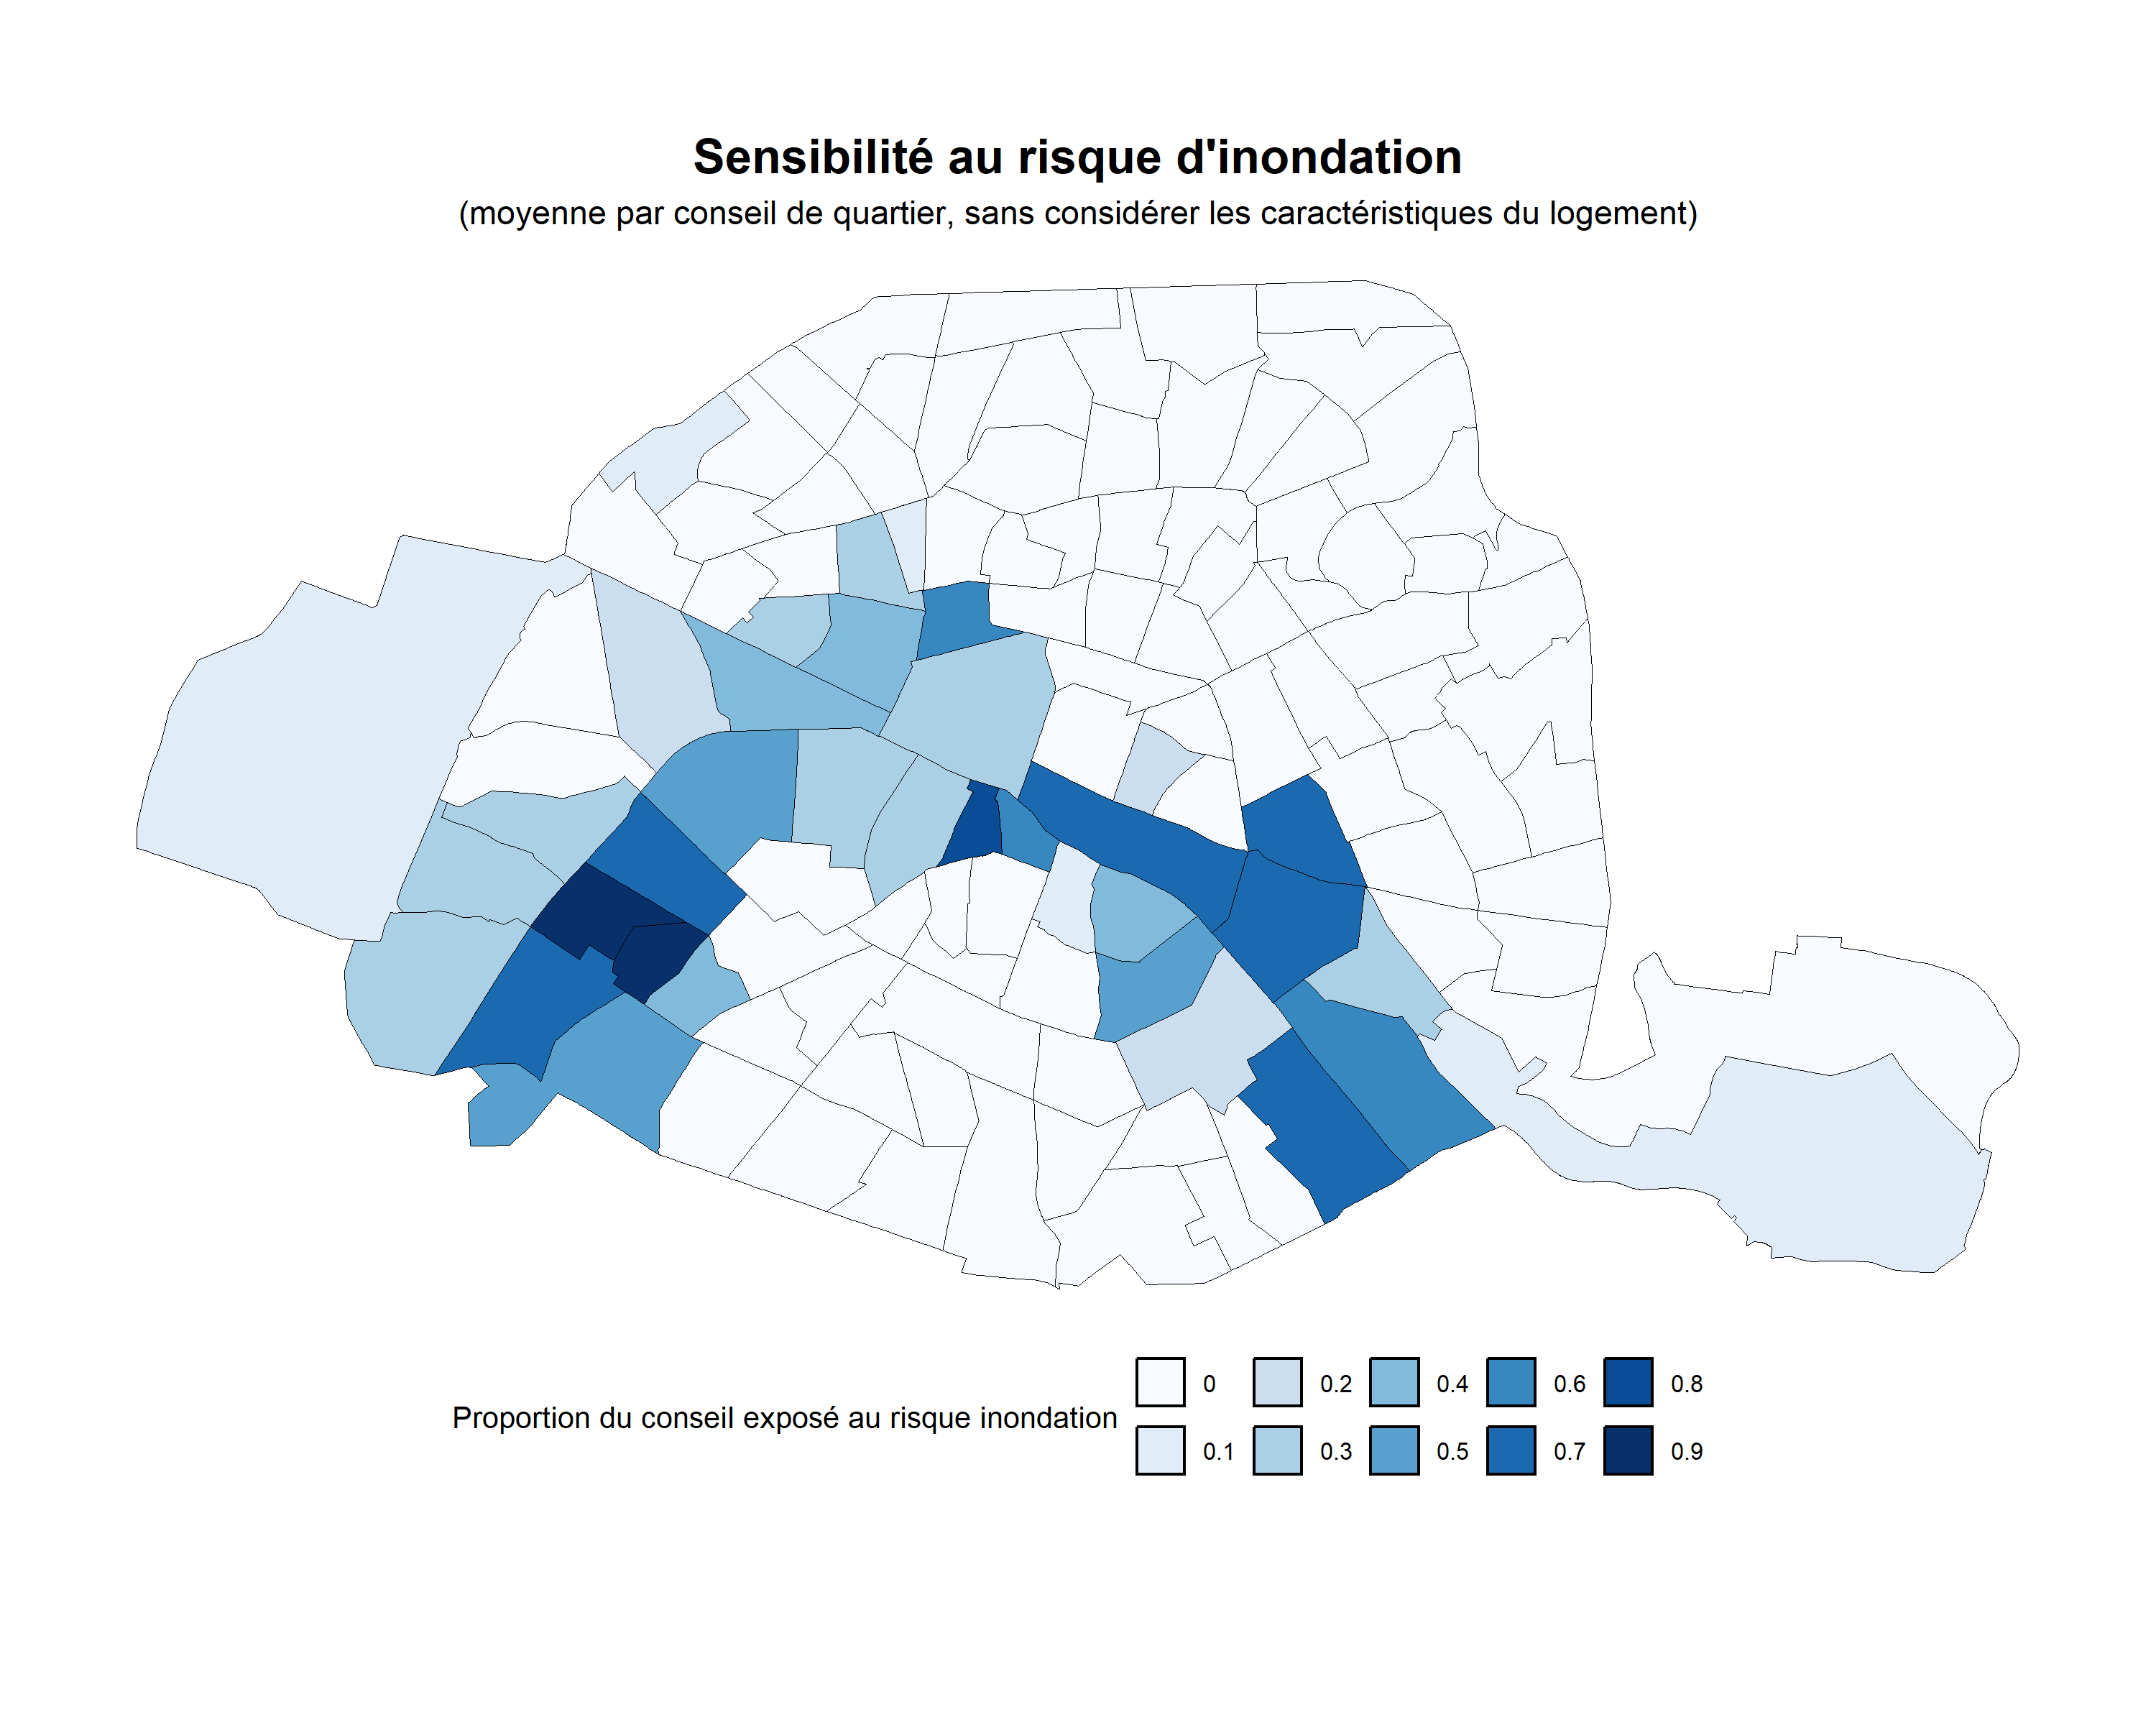 Sensibilité au risque d'inondation
(moyenne par conseil de quartier, sans considérer les caractéristiques du logement)
Proportion du conseil exposé au risque inondation
0 0.2 0.4 0.6 0.8
0.1 0.3 0.5 0.7 0.9